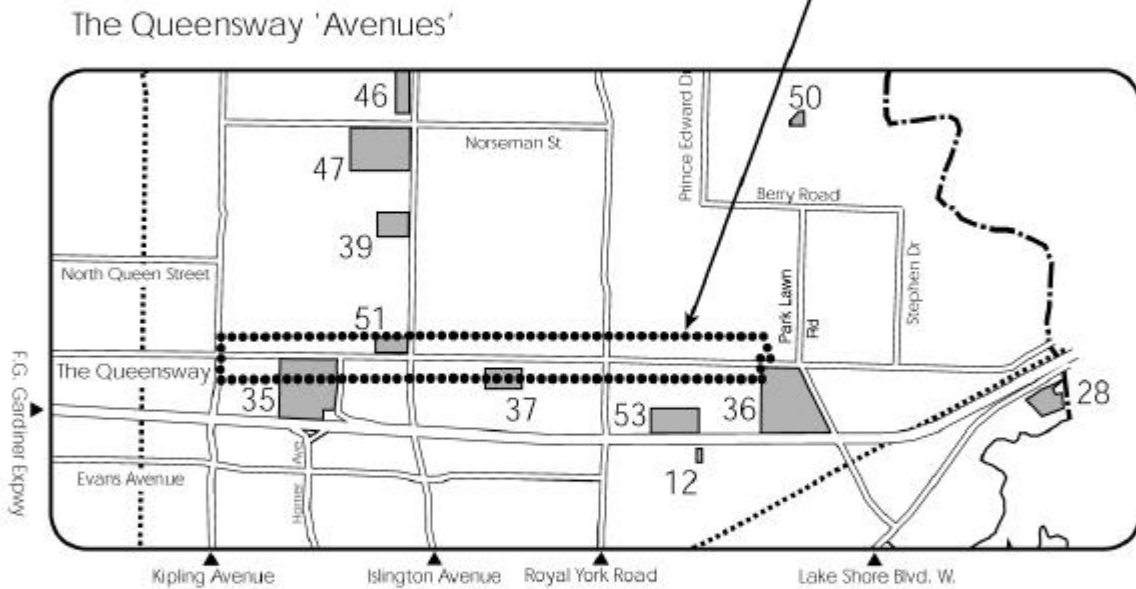 The Queensway 'Avenues'
46
50
Norseman St.
Prince Edward Dr
47
Berry Road
39
North Queen Street
Stephen Dr
Park Lawn
Rd
51
The Queensway
35
37
53
36
28
F.G. Gardiner Expwy
12
Evans Avenue
Horner Ave
Kipling Avenue
Islington Avenue
Royal York Road
Lake Shore Blvd. W.